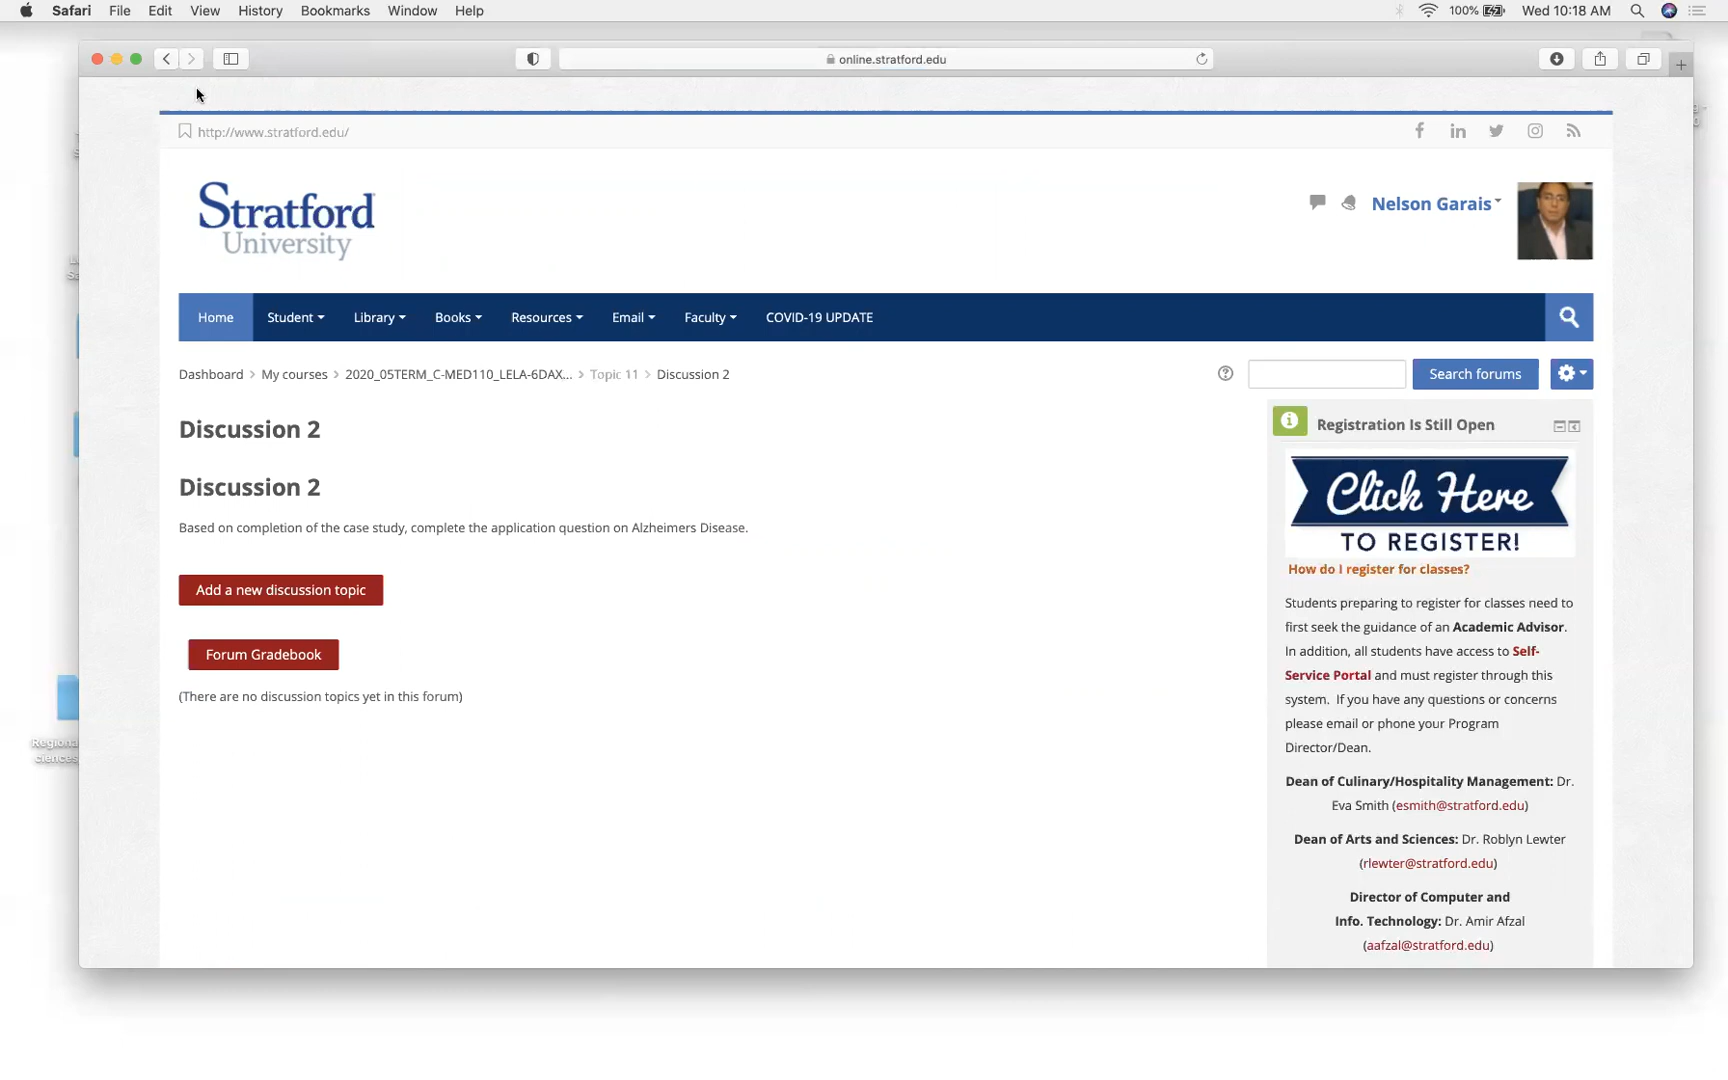 Safari File Edit View History Bookmarks Window Help 100% Wed 10:18 AM
online.stratford.edu
http://www.stratford.edu/
Stratford
University
Nelson Garais
Home Student Library Books Resources Email Faculty COVID-19 UPDATE
Dashboard > My courses > 2020_05TERM_C-MED110_LELA-6DAX... > Topic 11 > Discussion 2
Search forums
Discussion 2
Discussion 2
Based on completion of the case study, complete the application question on Alzheimers Disease.
Add a new discussion topic
Forum Gradebook
(There are no discussion topics yet in this forum)
Registration Is Still Open
Click Here
TO REGISTER!
How do I register for classes?
Students preparing to register for classes need to
first seek the guidance of an Academic Advisor.
In addition, all students have access to Self-
Service Portal and must register through this
system. If you have any questions or concerns
please email or phone your Program
Director/Dean.
Dean of Culinary/Hospitality Management: Dr.
Eva Smith (esmith@stratford.edu)
Dean of Arts and Sciences: Dr. Roblyn Lewter
(rlewter@stratford.edu)
Director of Computer and
Info. Technology: Dr. Amir Afzal
(aafzal@stratford.edu)
Regiona
ciences